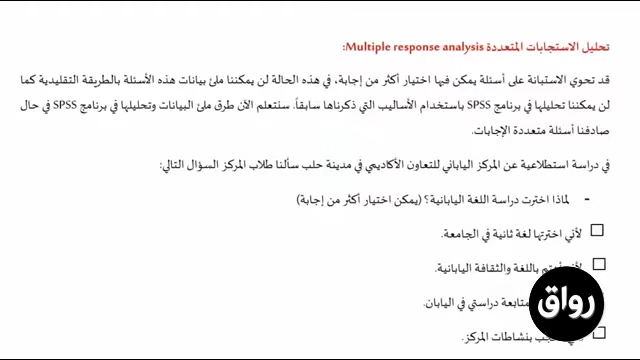 تحليل الاستجابات المتعددة Multiple response analysis:
قد تحوي الاستبانة على أسئلة يمكن فيها اختيار أكثر من إجابة، في هذه الحالة لن يمكننا ملئ بيانات هذه الأسئلة بالطريقة التقليدية كما
لن يمكننا تحليلها في برنامج SPSS باستخدام الأساليب التي ذكرناها سابقاً. سنتعلم الآن طرق ملئ البيانات وتحليلها في برنامج SPSS في حال
صادفنا أسئلة متعددة الإجابات.
في دراسة استطلاعية عن المركز الياباني للتعاون الأكاديمي في مدينة حلب سألنا طلاب المركز السؤال التالي:
- لماذا اخترت دراسة اللغة اليابانية؟ (يمكن اختيار أكثر من إجابة)
لأني اخترتها لغة ثانية في الجامعة.
باللغة والثقافة اليابانية.
متابعة دراستي في اليابان.
بنشاطات المركز.
رواق